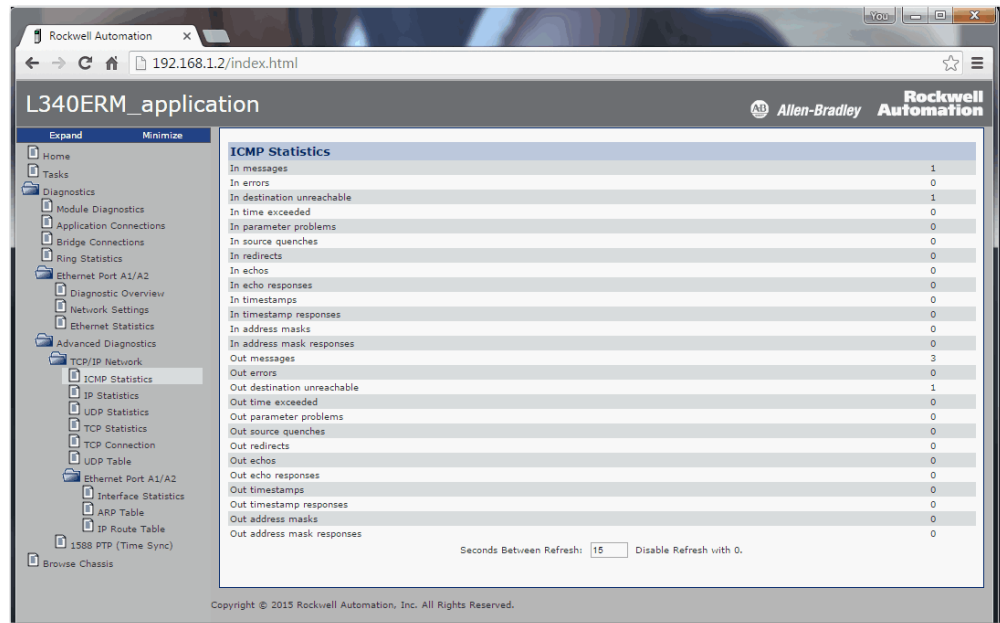 You
Rockwell Automation
192.168.1.2/index.html
L340ERM_application
AB Allen-Bradley
Rockwell Automation
Expand Minimize
Home
Tasks
Diagnostics
Module Diagnostics
Application Connections
Bridge Connections
Ring Statistics
Ethernet Port A1/A2
Diagnostic Overview
Network Settings
Ethernet Statistics
Advanced Diagnostics
TCP/IP Network
ICMP Statistics
IP Statistics
UDP Statistics
TCP Statistics
TCP Connection
UDP Table
Ethernet Port A1/A2
Interface Statistics
ARP Table
IP Route Table
1588 PTP (Time Sync)
Browse Chassis
ICMP Statistics
In messages 1
In errors 0
In destination unreachable 1
In time exceeded 0
In parameter problems 0
In source quenches 0
In redirects 0
In echos 0
In echo responses 0
In timestamps 0
In timestamp responses 0
In address masks 0
In address mask responses 0
Out messages 3
Out errors 0
Out destination unreachable 1
Out time exceeded 0
Out parameter problems 0
Out source quenches 0
Out redirects 0
Out echos 0
Out echo responses 0
Out timestamps 0
Out timestamp responses 0
Out address masks 0
Out address mask responses 0
Seconds Between Refresh: 15 Disable Refresh with 0.
Copyright © 2015 Rockwell Automation, Inc. All Rights Reserved.